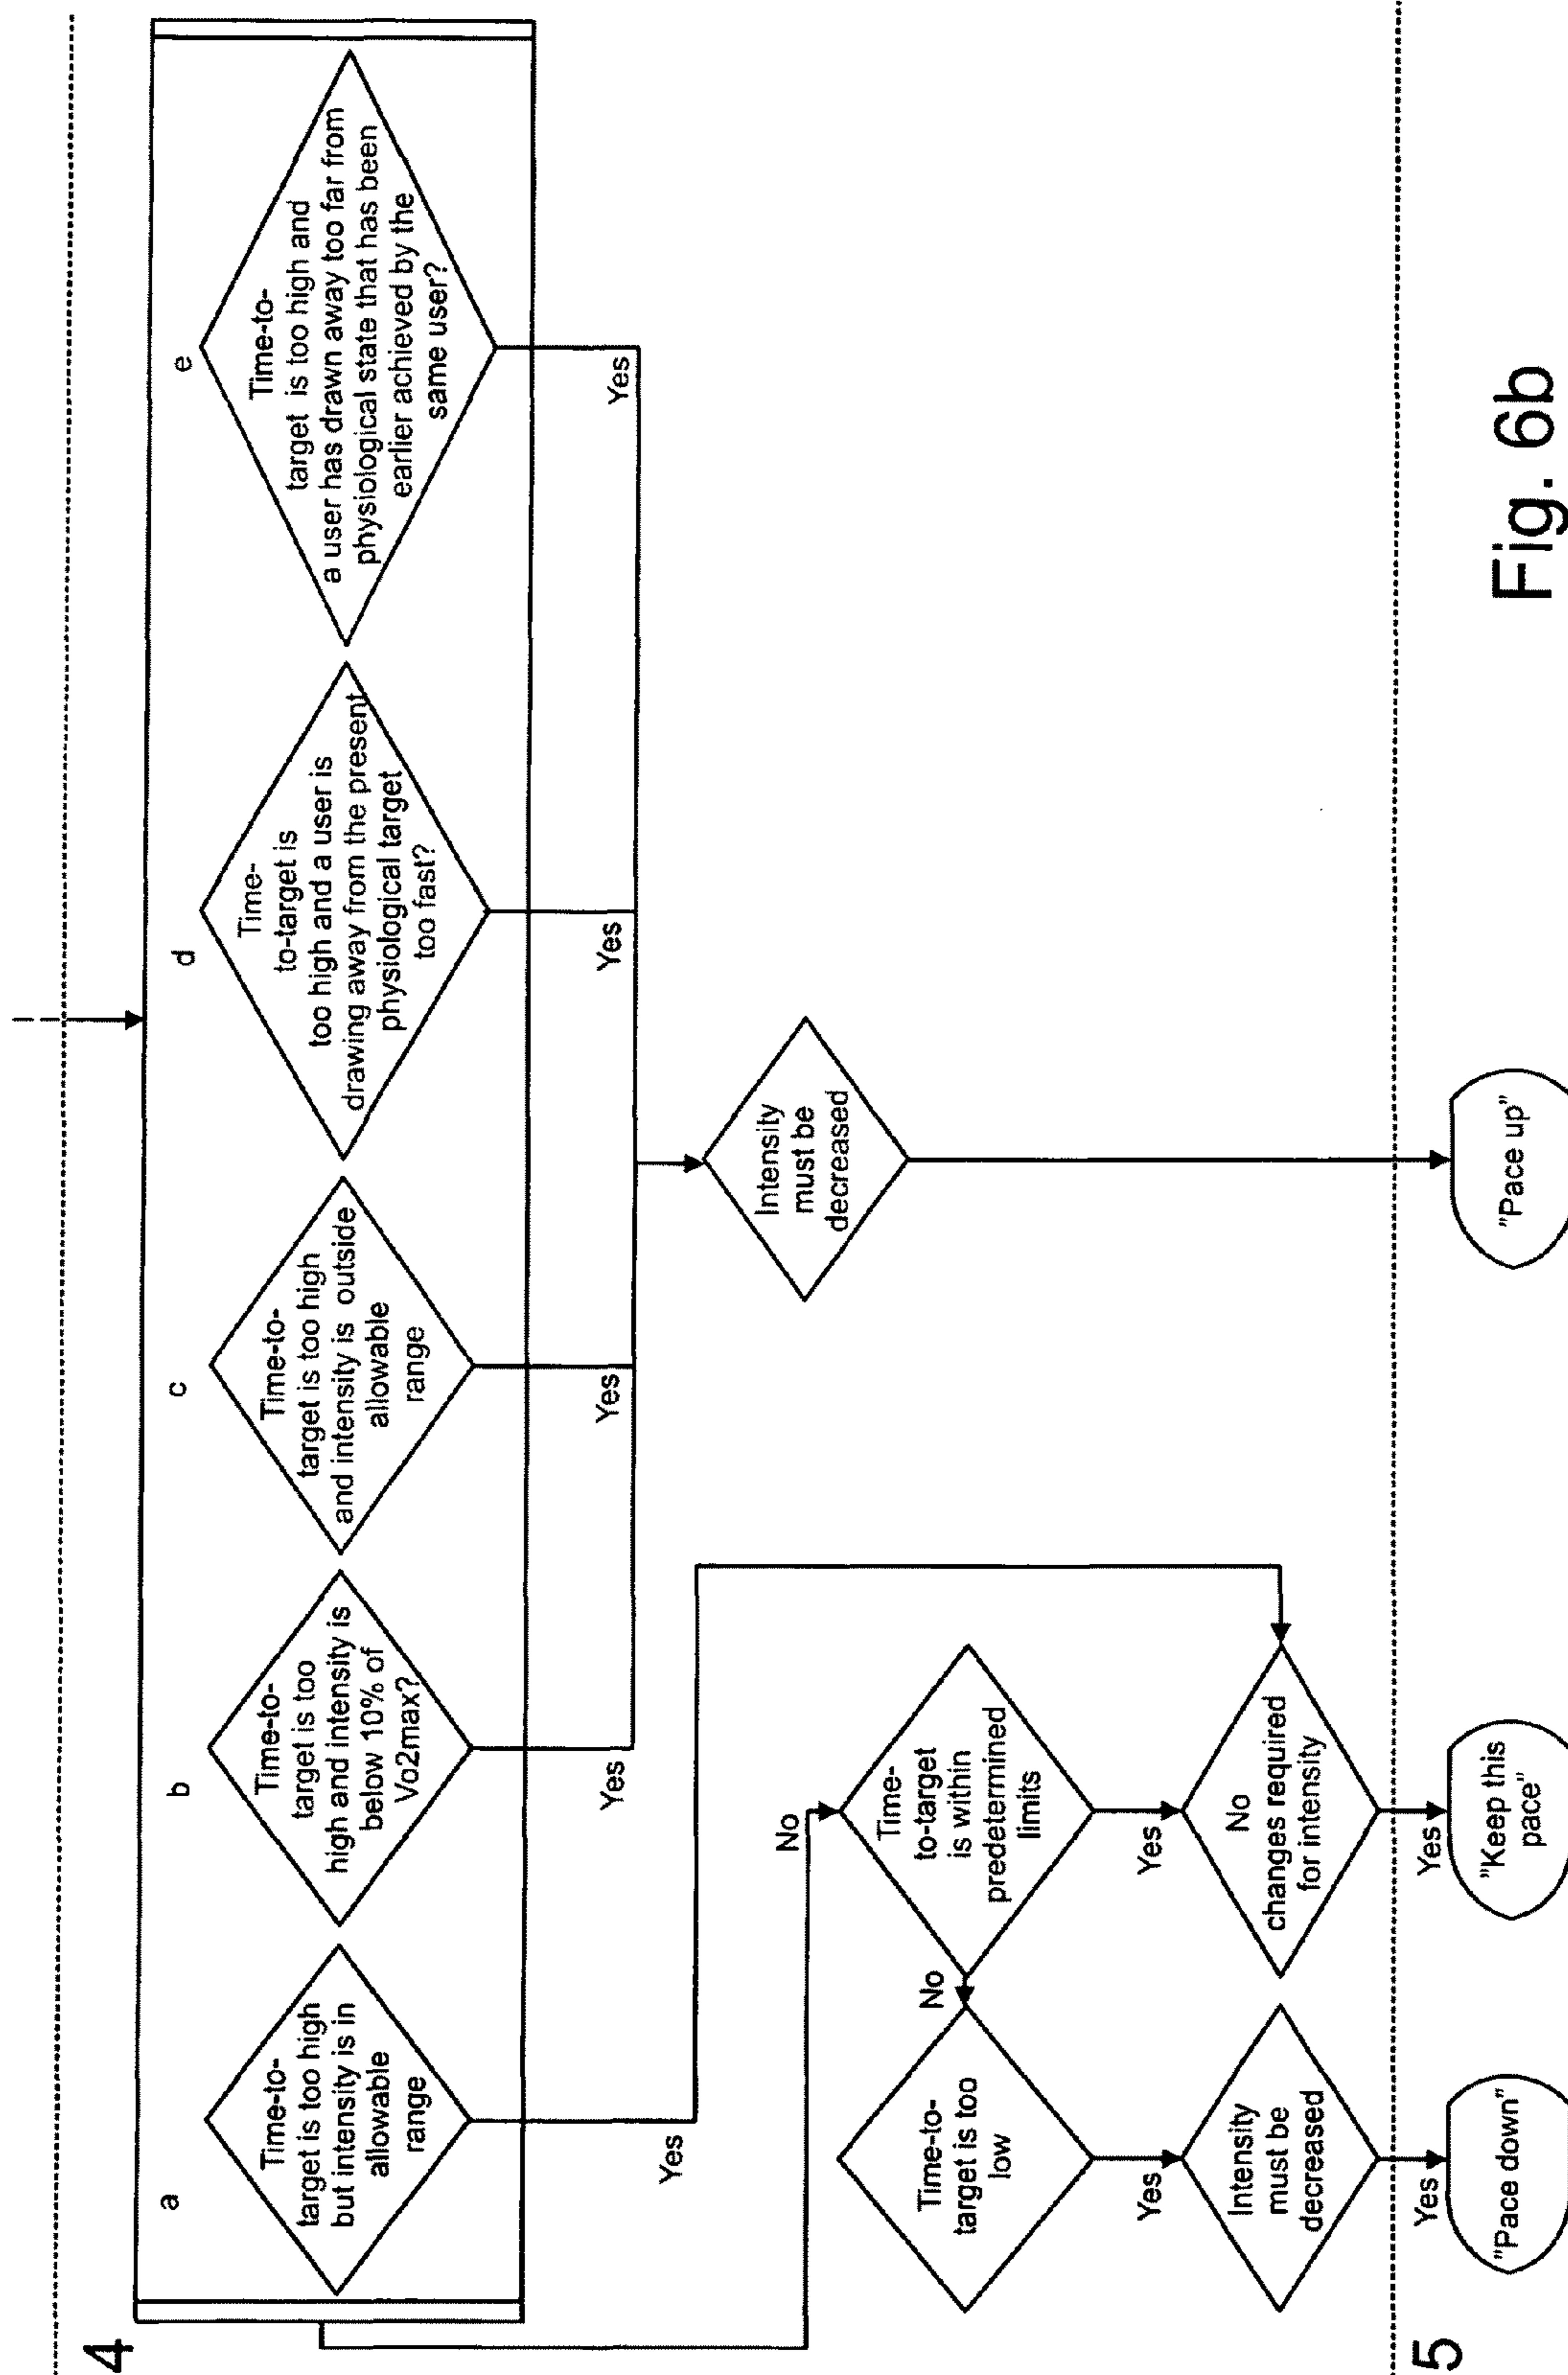 4
a
Time-to-
target is too high
but intensity is in
allowable
range
b
Time-to-
target is too
high and intensity is
below 10% of
Vo2max?
c
Time-to-
target is too high
and intensity is outside
allowable
range
d
Time-
to-target is
too high and a user is
drawing away from the present
physiological target
too fast?
e
Time-to-
target is too high and
a user has drawn away too far from
physiological state that has been
earlier achieved by the
same user?
Yes
Yes
Yes
Yes
Yes
No
Time-
to-target
is within
predetermined
limits
No
Time-to-
target is too
low
Yes
Yes
Intensity
must be
decreased
No
changes required
for intensity
Intensity
must be
decreased
5
Yes
Yes
"Pace down"
"Keep this
pace"
"Pace up"
Fig. 6b